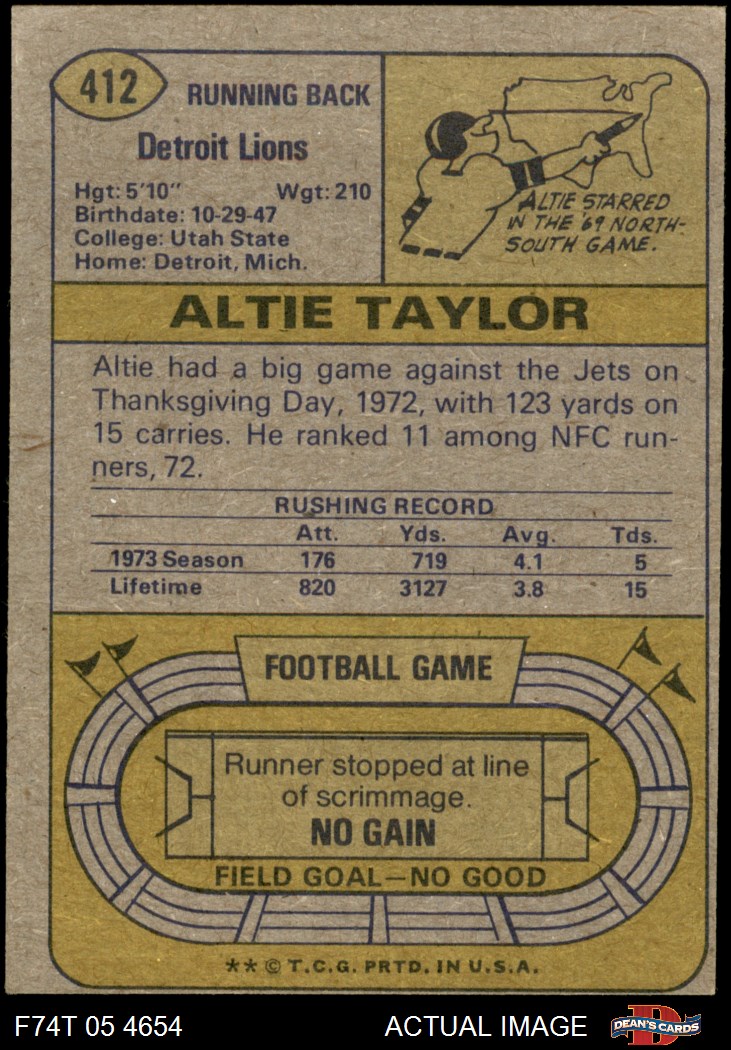 412
RUNNING BACK
Detroit Lions
Hgt: 5'10" Wgt: 210
Birthdate: 10-29-47
College: Utah State
Home: Detroit, Mich.
ALTIE STARRED
IN THE '69 NORTH-
SOUTH GAME.
ALTIE TAYLOR
Altie had a big game against the Jets on
Thanksgiving Day, 1972, with 123 yards on
15 carries. He ranked 11 among NFC run-
ners, 72.
RUSHING RECORD
Att. Yds. Avg. Tds.
1973 Season 176 719 4.1 5
Lifetime 820 3127 3.8 15
FOOTBALL GAME
Runner stopped at line
of scrimmage.
NO GAIN
FIELD GOAL—NO GOOD
** © T.C.G. PRTD. IN U.S.A.
F74T 05 4654 ACTUAL IMAGE
D
DEAN'S CARDS